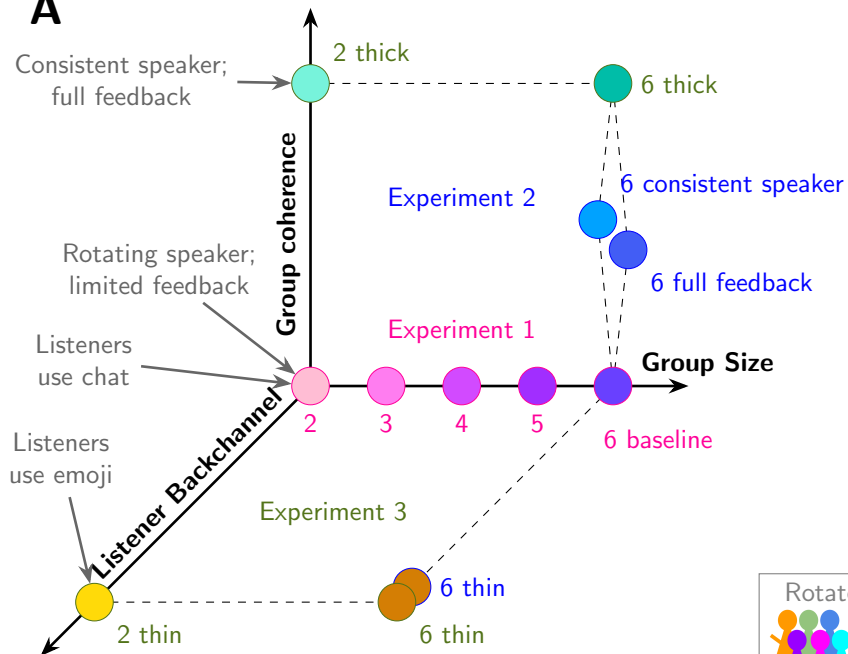 A
2 thick
Consistent speaker;
full feedback
6 thick
Group coherence
Experiment 2
6 consistent speaker
Rotating speaker;
limited feedback
6 full feedback
Experiment 1
Listeners
use chat
Group Size
2
3
4
5
6 baseline
Listener Backchannel
Listeners
use emoji
Experiment 3
6 thin
2 thin
6 thin